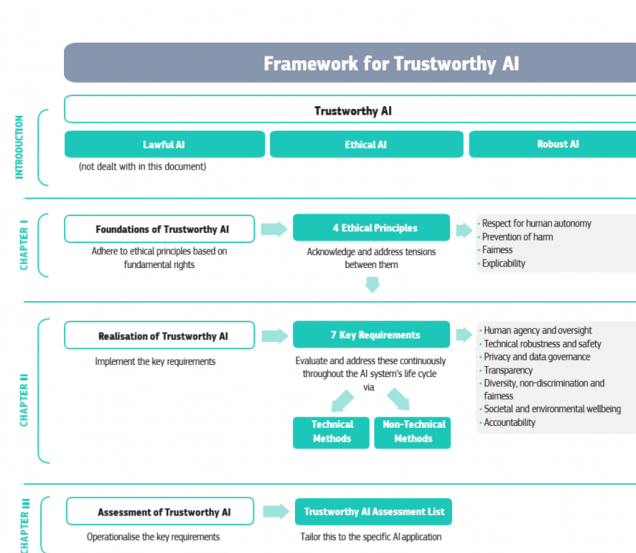 Framework for Trustworthy AI
INTRODUCTION
Trustworthy AI
Lawful AI
Ethical AI
Robust AI
(not dealt with in this document)
CHAPTER I
Foundations of Trustworthy AI
Adhere to ethical principles based on
fundamental rights
4 Ethical Principles
Acknowledge and address tensions
between them
· Respect for human autonomy
· Prevention of harm
· Fairness
· Explicability
CHAPTER II
Realisation of Trustworthy AI
Implement the key requirements
7 Key Requirements
Evaluate and address these continuously
throughout the AI system's life cycle
via
Technical
Methods
Non-Technical
Methods
· Human agency and oversight
· Technical robustness and safety
· Privacy and data governance
· Transparency
· Diversity, non-discrimination and
fairness
· Societal and environmental wellbeing
· Accountability
CHAPTER III
Assessment of Trustworthy AI
Operationalise the key requirements
Trustworthy AI Assessment List
Tailor this to the specific AI application